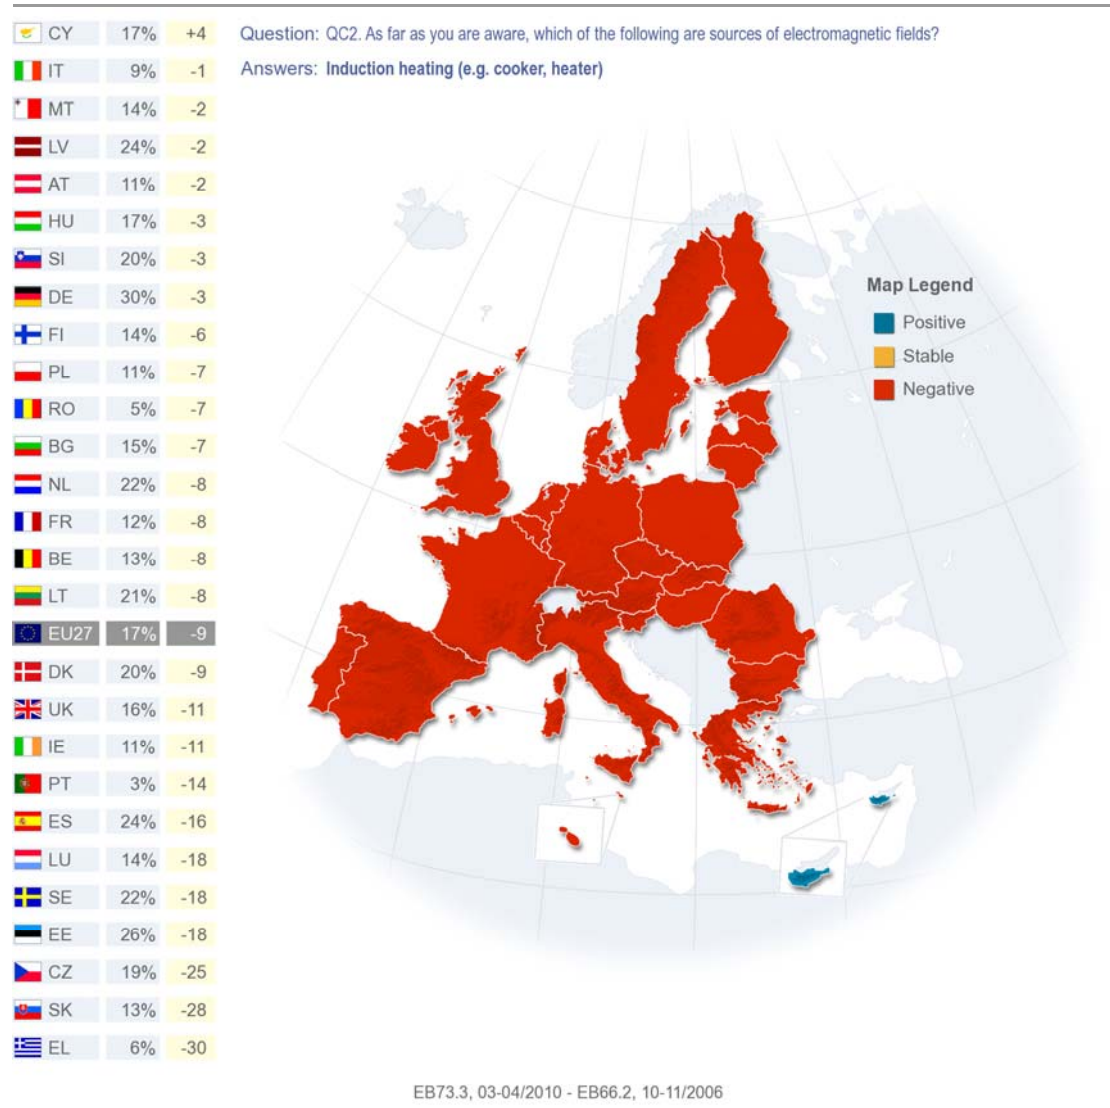 Question: QC2. As far as you are aware, which of the following are sources of electromagnetic fields?
Answers: Induction heating (e.g. cooker, heater)
CY 17% +4
IT 9% -1
MT 14% -2
LV 24% -2
AT 11% -2
HU 17% -3
SI 20% -3
DE 30% -3
FI 14% -6
PL 11% -7
RO 5% -7
BG 15% -7
NL 22% -8
FR 12% -8
BE 13% -8
LT 21% -8
EU27 17% -9
DK 20% -9
UK 16% -11
IE 11% -11
PT 3% -14
ES 24% -16
LU 14% -18
SE 22% -18
EE 26% -18
CZ 19% -25
SK 13% -28
EL 6% -30
Map Legend
Positive
Stable
Negative
EB73.3, 03-04/2010 - EB66.2, 10-11/2006